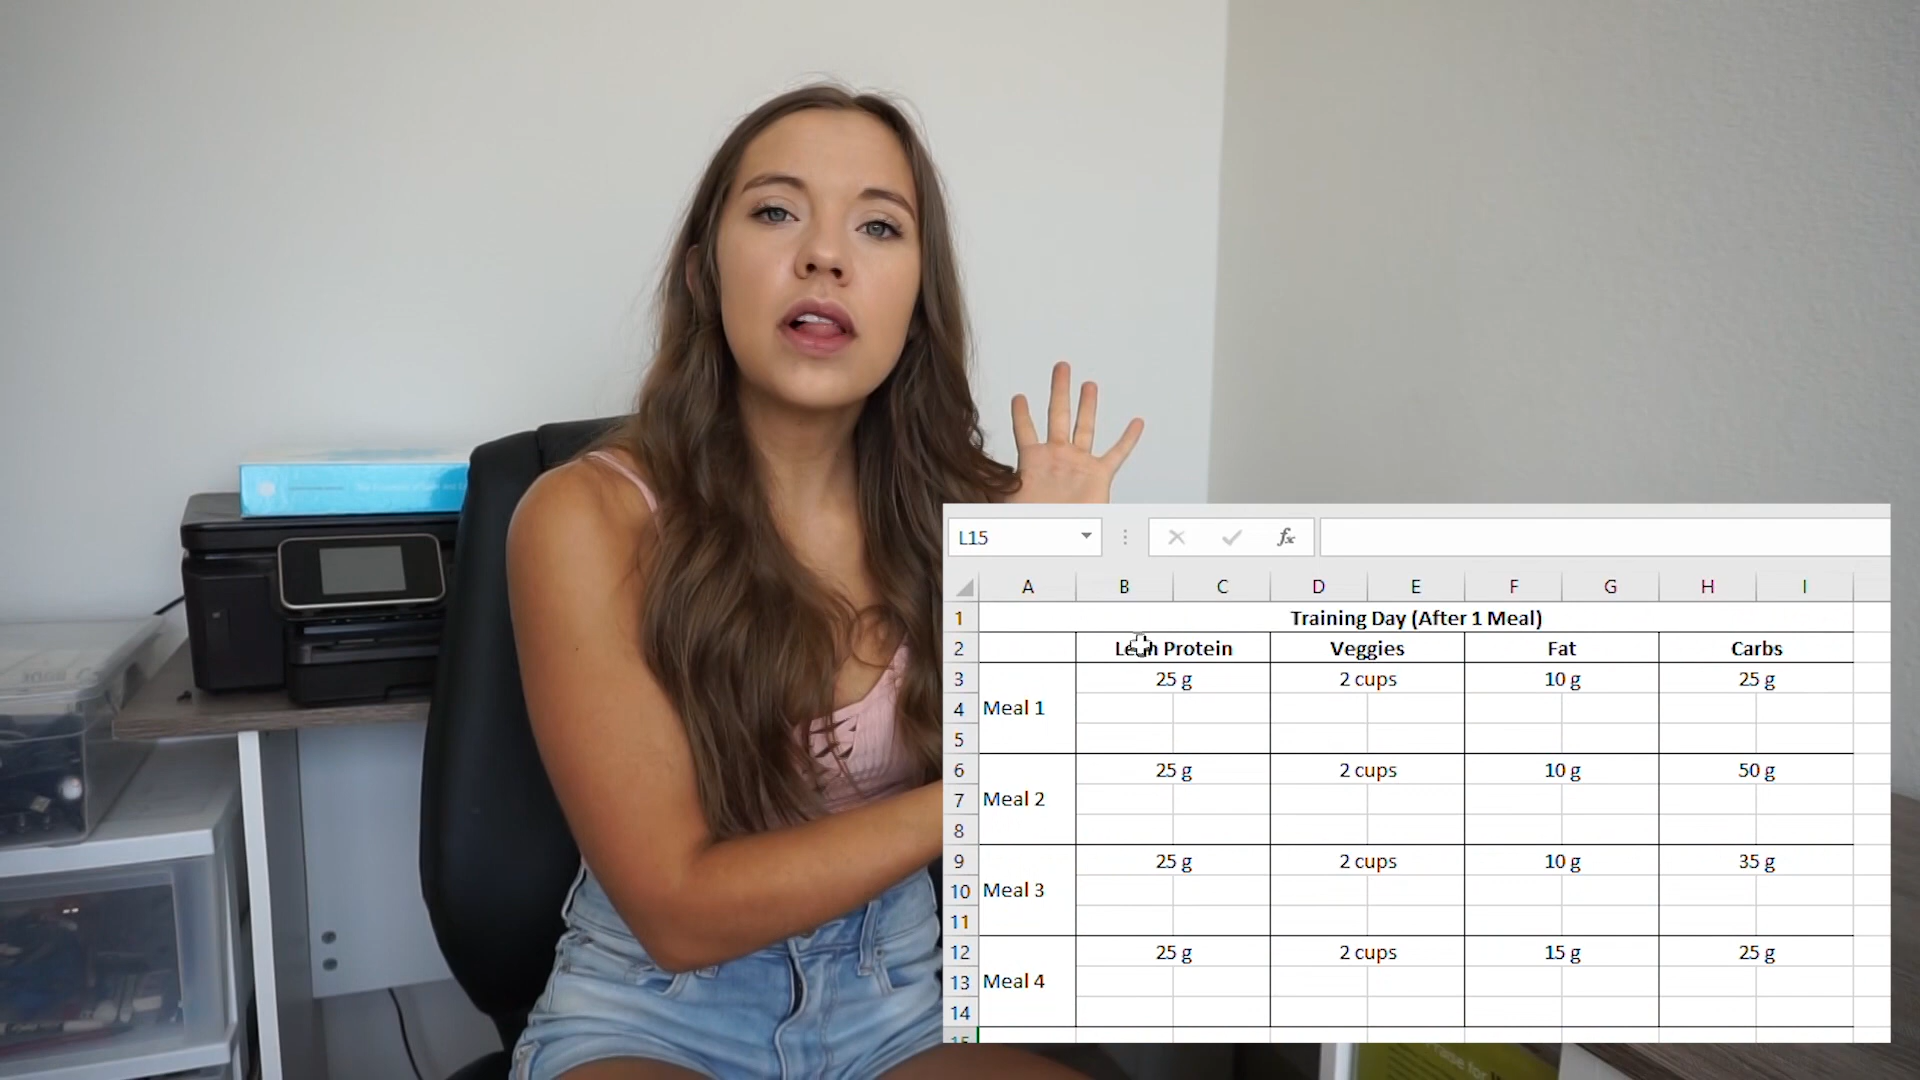 L15
fx
A B C D E F G H I
1 Training Day (After 1 Meal)
2 Lean Protein Veggies Fat Carbs
3 25 g 2 cups 10 g 25 g
4 Meal 1
5
6 25 g 2 cups 10 g 50 g
7 Meal 2
8
9 25 g 2 cups 10 g 35 g
10 Meal 3
11
12 25 g 2 cups 15 g 25 g
13 Meal 4
14
15